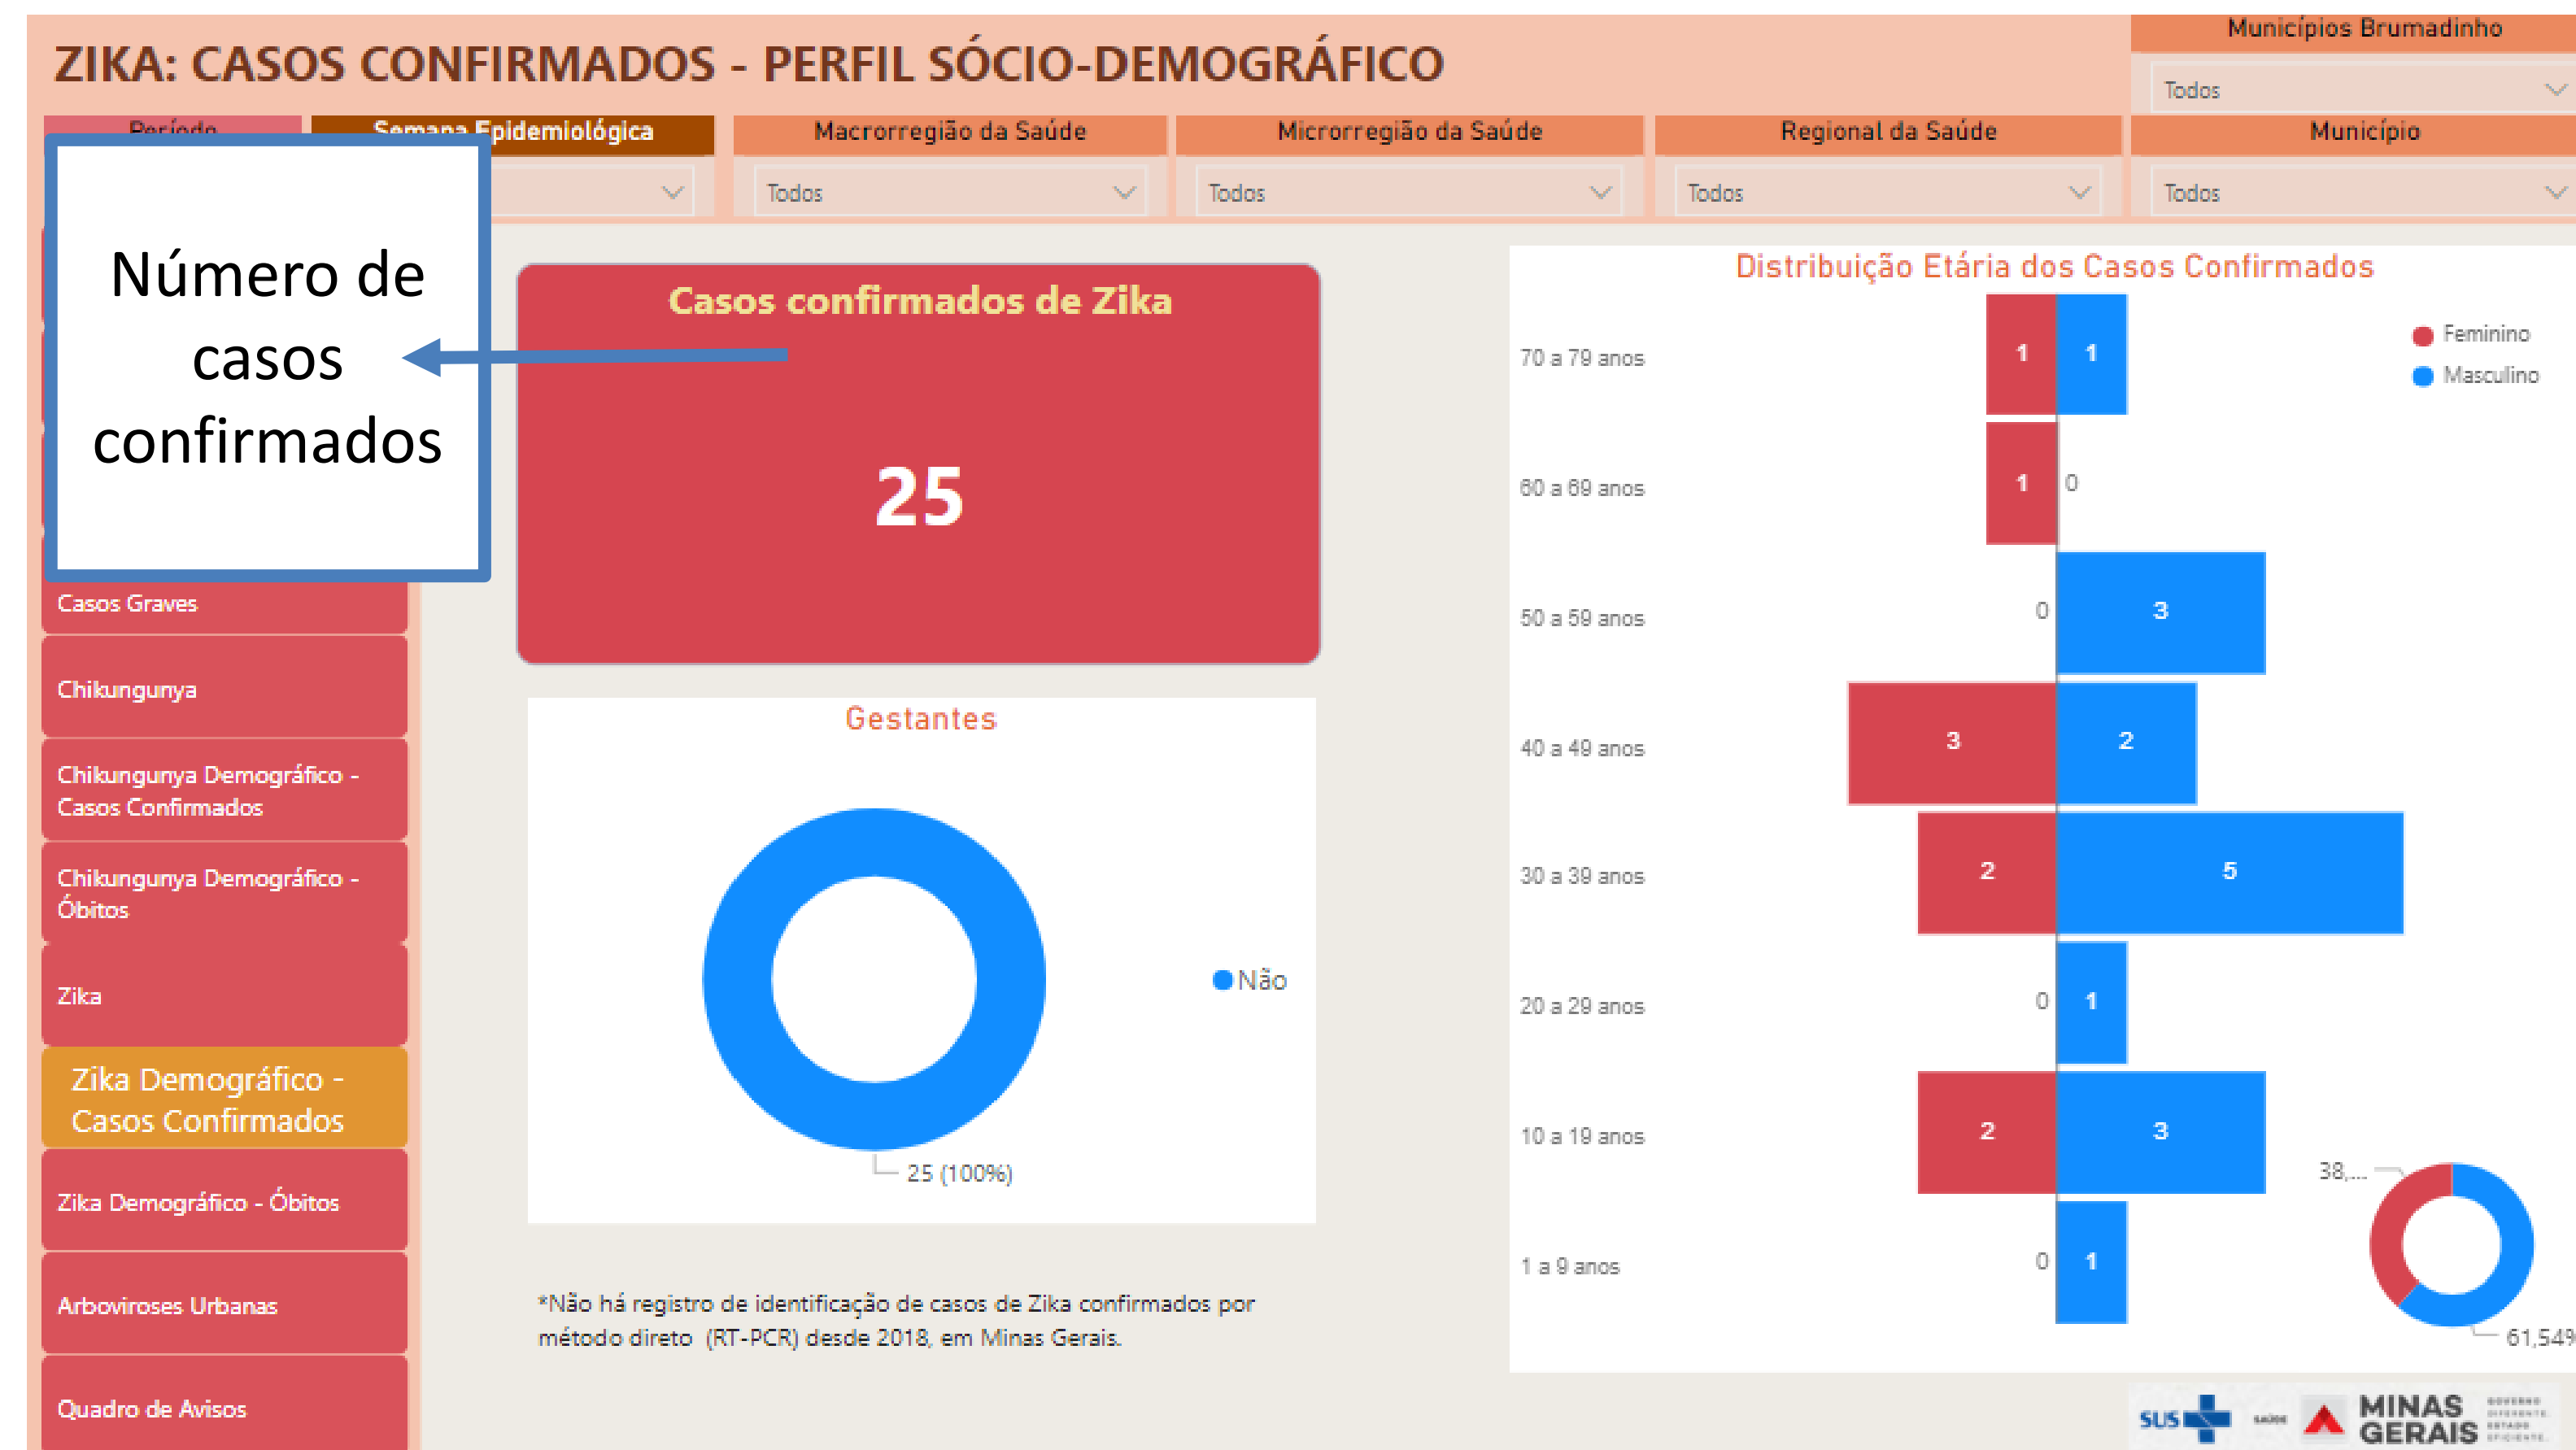 ZIKA: CASOS CONFIRMADOS - PERFIL SÓCIO-DEMOGRÁFICO
Municípios Brumadinho
Todos
Período
Semana Epidemiológica
Macrorregião da Saúde
Microrregião da Saúde
Regional da Saúde
Município
Todos
Todos
Todos
Todos
Número de
casos
confirmados
Casos Graves
Chikungunya
Chikungunya Demográfico -
Casos Confirmados
Chikungunya Demográfico -
Óbitos
Zika
Zika Demográfico -
Casos Confirmados
Zika Demográfico - Óbitos
Arboviroses Urbanas
Quadro de Avisos
Casos confirmados de Zika
25
Gestantes
Não
25 (100%)
*Não há registro de identificação de casos de Zika confirmados por
método direto (RT-PCR) desde 2018, em Minas Gerais.
Distribuição Etária dos Casos Confirmados
Feminino
Masculino
70 a 79 anos 1 1
60 a 69 anos 1 0
50 a 59 anos 0 3
40 a 49 anos 3 2
30 a 39 anos 2 5
20 a 29 anos 0 1
10 a 19 anos 2 3
1 a 9 anos 0 1
38,...
61,54%
SUS
SAÚDE
MINAS
GERAIS
GOVERNO
DIFERENTE.
ESTADO
EFICIENTE.